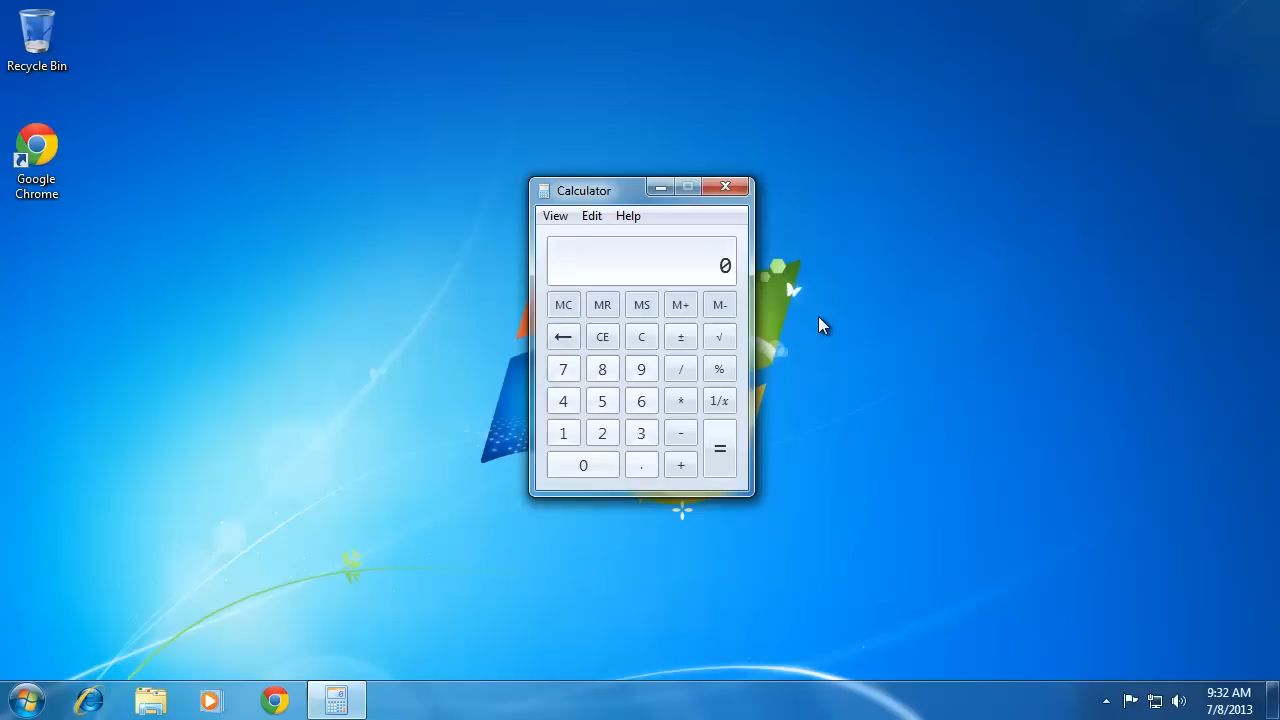 Recycle Bin
Google
Chrome
Calculator
View Edit Help
0
MC MR MS M+ M-
← CE C ± √
7 8 9 / %
4 5 6 * 1/x
1 2 3 - =
0 . +
9:32 AM
7/8/2013